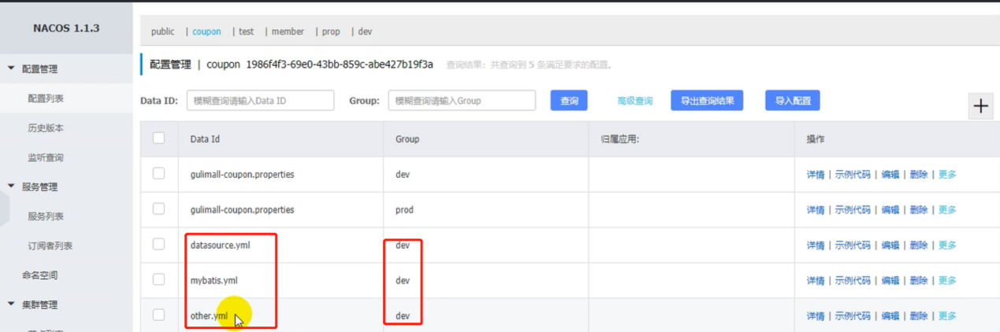 NACOS 1.1.3
public | coupon | test | member | prop | dev
配置管理
配置列表
历史版本
监听查询
服务管理
服务列表
订阅者列表
命名空间
集群管理
配置管理 | coupon 1986f4f3-69e0-43bb-859c-abe427b19f3a 查询结果：共查询到 5 条满足要求的配置。
Data ID: 模糊查询请输入Data ID Group: 模糊查询请输入Group 查询 高级查询 导出查询结果 导入配置 +
Data Id Group 归属应用: 操作
gulimall-coupon.properties dev 详情 | 示例代码 | 编辑 | 删除 | 更多
gulimall-coupon.properties prod 详情 | 示例代码 | 编辑 | 删除 | 更多
datasource.yml dev 详情 | 示例代码 | 编辑 | 删除 | 更多
mybatis.yml dev 详情 | 示例代码 | 编辑 | 删除 | 更多
other.yml dev 详情 | 示例代码 | 编辑 | 删除 | 更多